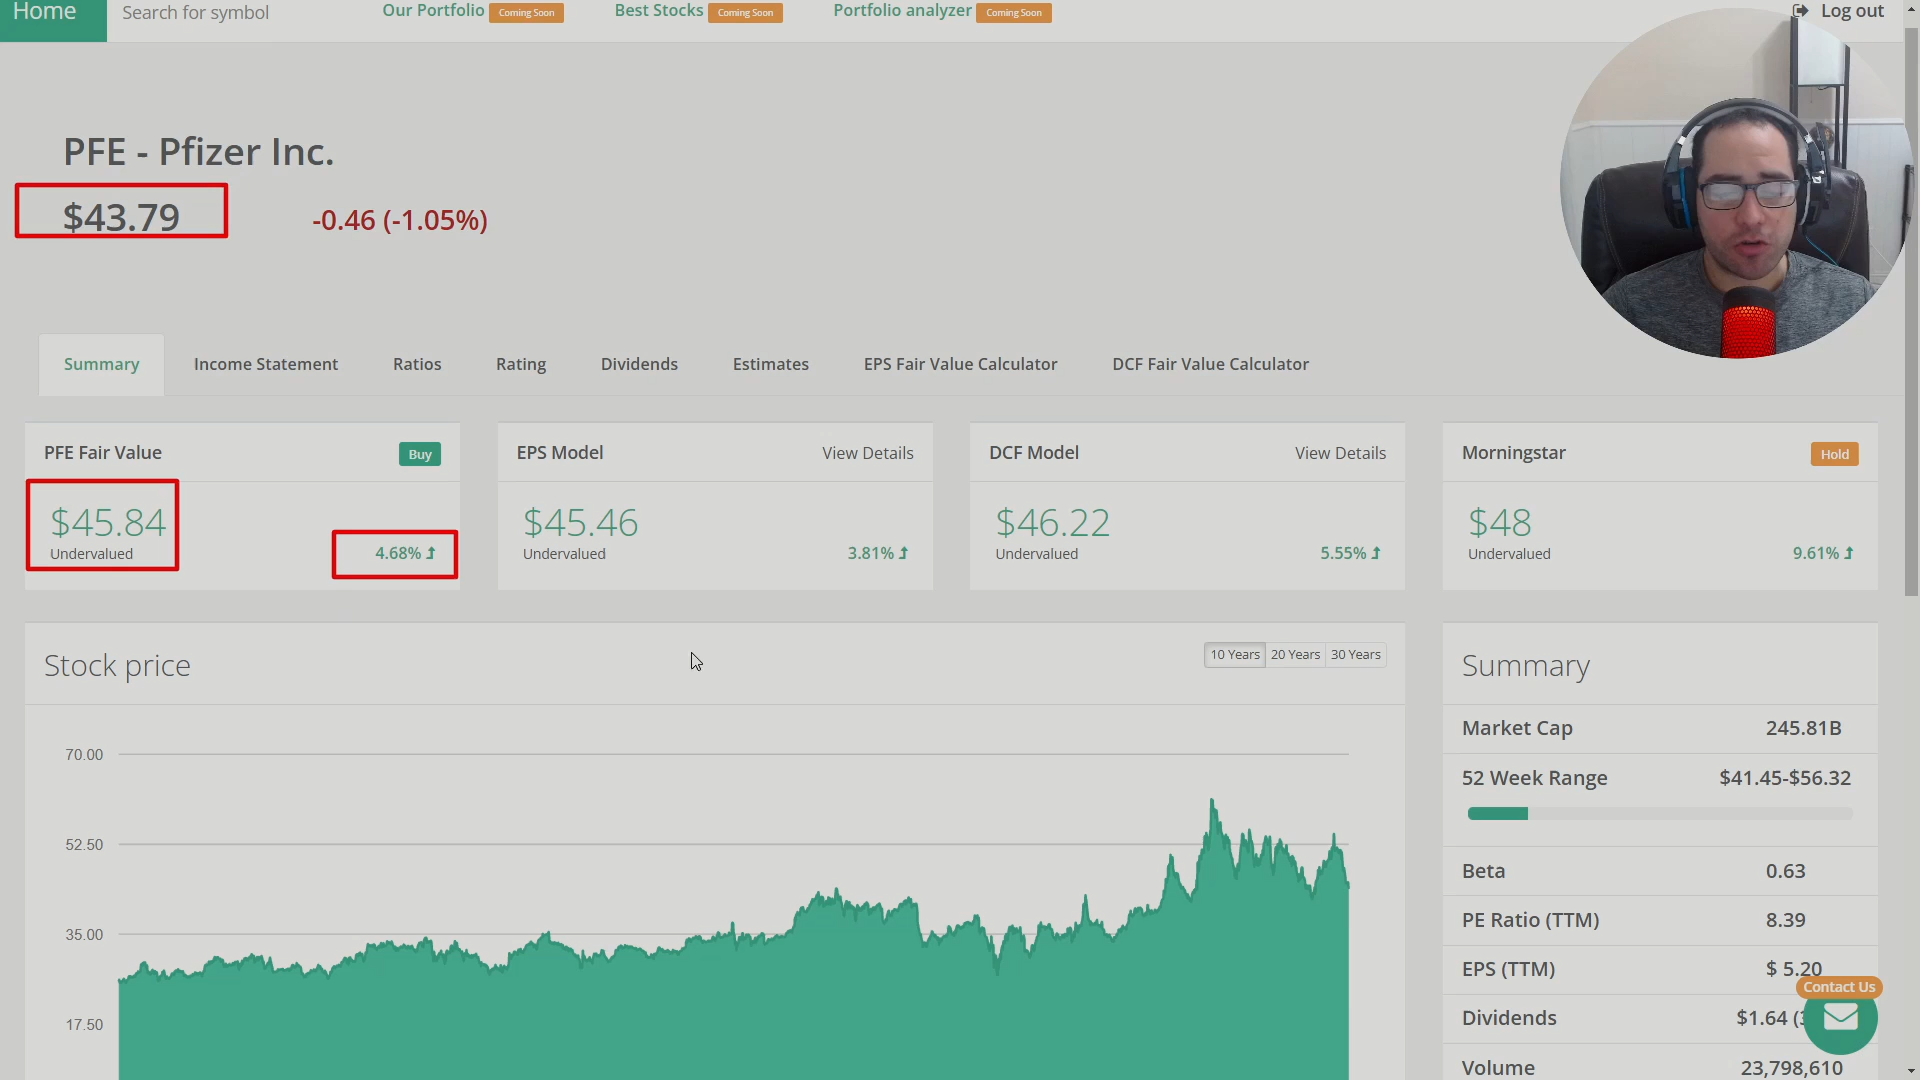 Home
Search for symbol
Our Portfolio Coming Soon
Best Stocks Coming Soon
Portfolio analyzer Coming Soon
Log out
PFE - Pfizer Inc.
$43.79
-0.46 (-1.05%)
Summary
Income Statement
Ratios
Rating
Dividends
Estimates
EPS Fair Value Calculator
DCF Fair Value Calculator
PFE Fair Value
Buy
$45.84
Undervalued
4.68%
EPS Model
View Details
$45.46
Undervalued
3.81%
DCF Model
View Details
$46.22
Undervalued
5.55%
Morningstar
Hold
$48
Undervalued
9.61%
Stock price
10 Years
20 Years
30 Years
70.00
52.50
35.00
17.50
Summary
Market Cap 245.81B
52 Week Range $41.45-$56.32
Beta 0.63
PE Ratio (TTM) 8.39
EPS (TTM) $ 5.20
Contact Us
Dividends $1.64
Volume 23,798,610